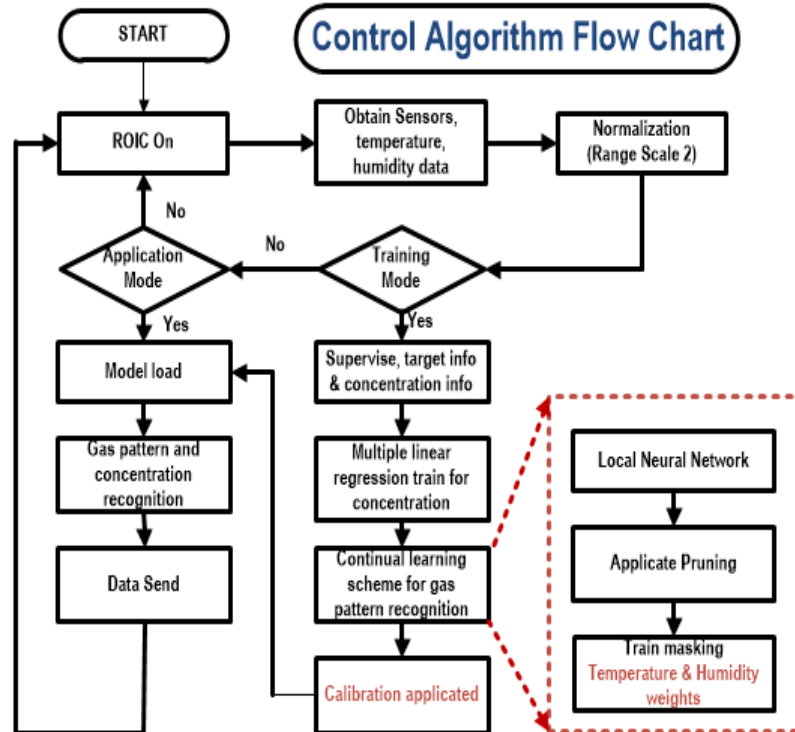 START
Control Algorithm Flow Chart
ROIC On
Obtain Sensors,
temperature,
humidity data
Normalization
(Range Scale 2)
No
Application
Mode
No
Training
Mode
Yes
Yes
Model load
Supervise, target info
& concentration info
Gas pattern and
concentration
recognition
Multiple linear
regression train for
concentration
Local Neural Network
Data Send
Continual learning
scheme for gas
pattern recognition
Applicate Pruning
Calibration applicated
Train masking
Temperature & Humidity
weights